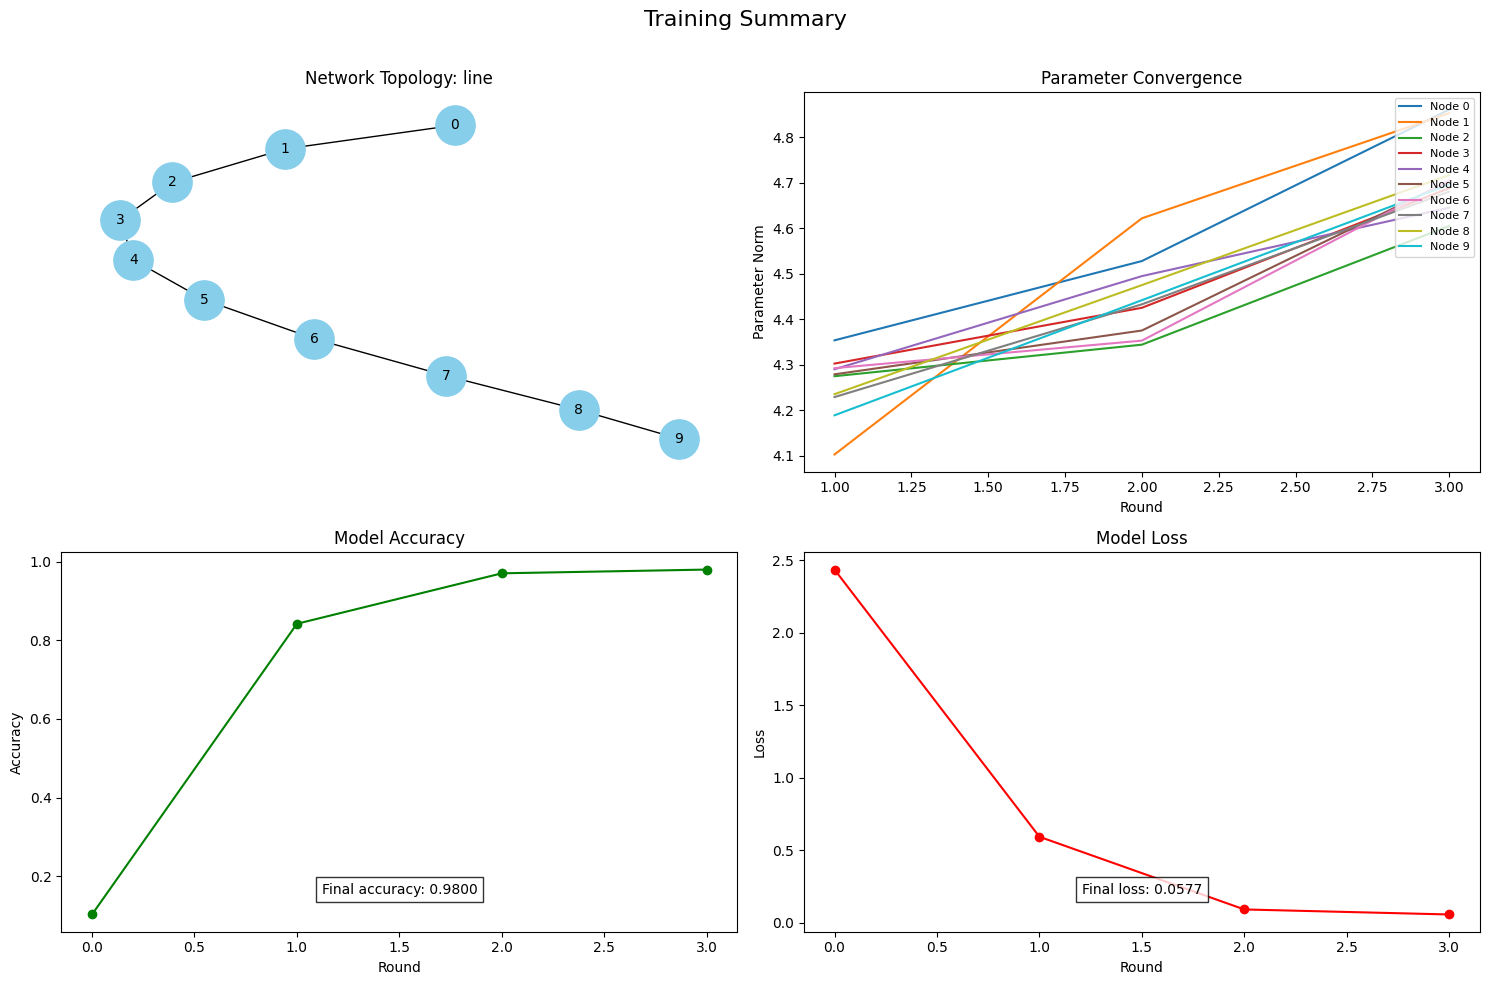 Training Summary
Network Topology: line
0
1
2
3
4
5
6
7
8
9
Parameter Convergence
Parameter Norm
4.8
4.7
4.6
4.5
4.4
4.3
4.2
4.1
Node 0
Node 1
Node 2
Node 3
Node 4
Node 5
Node 6
Node 7
Node 8
Node 9
1.00 1.25 1.50 1.75 2.00 2.25 2.50 2.75 3.00
Round
Model Accuracy
Accuracy
1.0
0.8
0.6
0.4
0.2
Final accuracy: 0.9800
0.0 0.5 1.0 1.5 2.0 2.5 3.0
Round
Model Loss
Loss
2.5
2.0
1.5
1.0
0.5
0.0
Final loss: 0.0577
0.0 0.5 1.0 1.5 2.0 2.5 3.0
Round